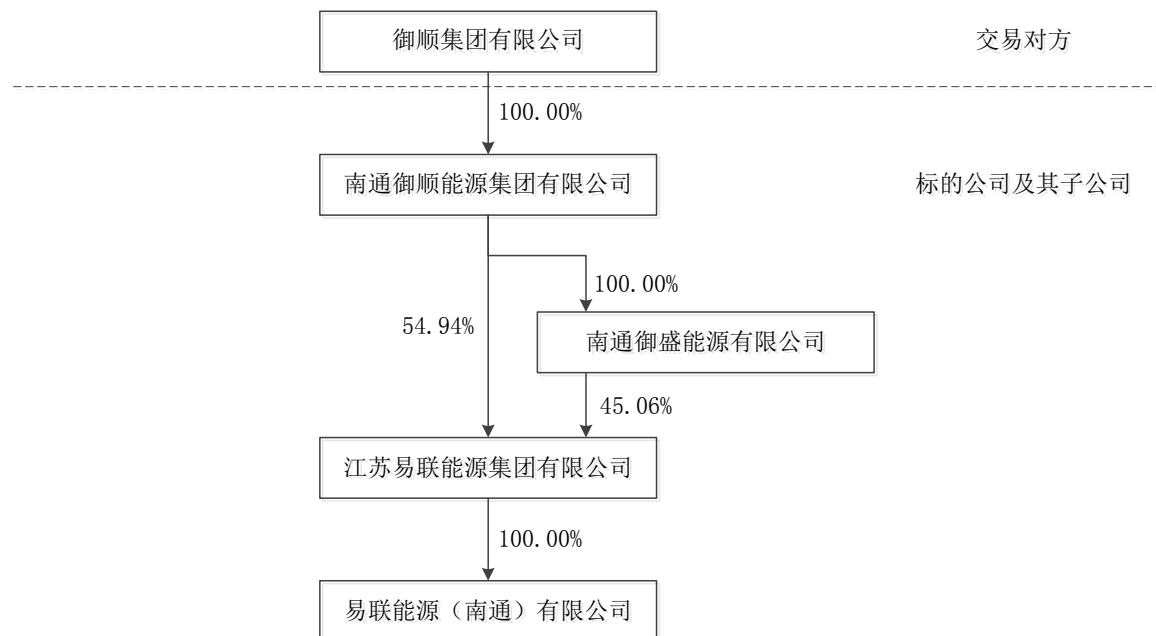 御顺集团有限公司
交易对方
100.00%
南通御顺能源集团有限公司
标的公司及其子公司
100.00%
54.94%
南通御盛能源有限公司
45.06%
江苏易联能源集团有限公司
100.00%
易联能源（南通）有限公司